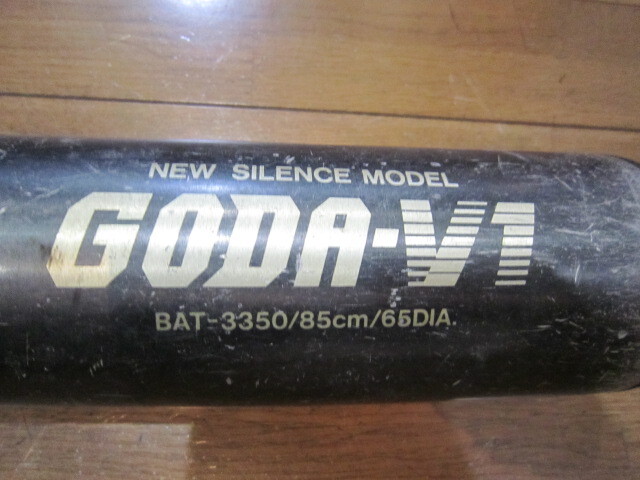 NEW SILENCE MODEL
GODA-V1
BAT-3350/85cm/65DIA.